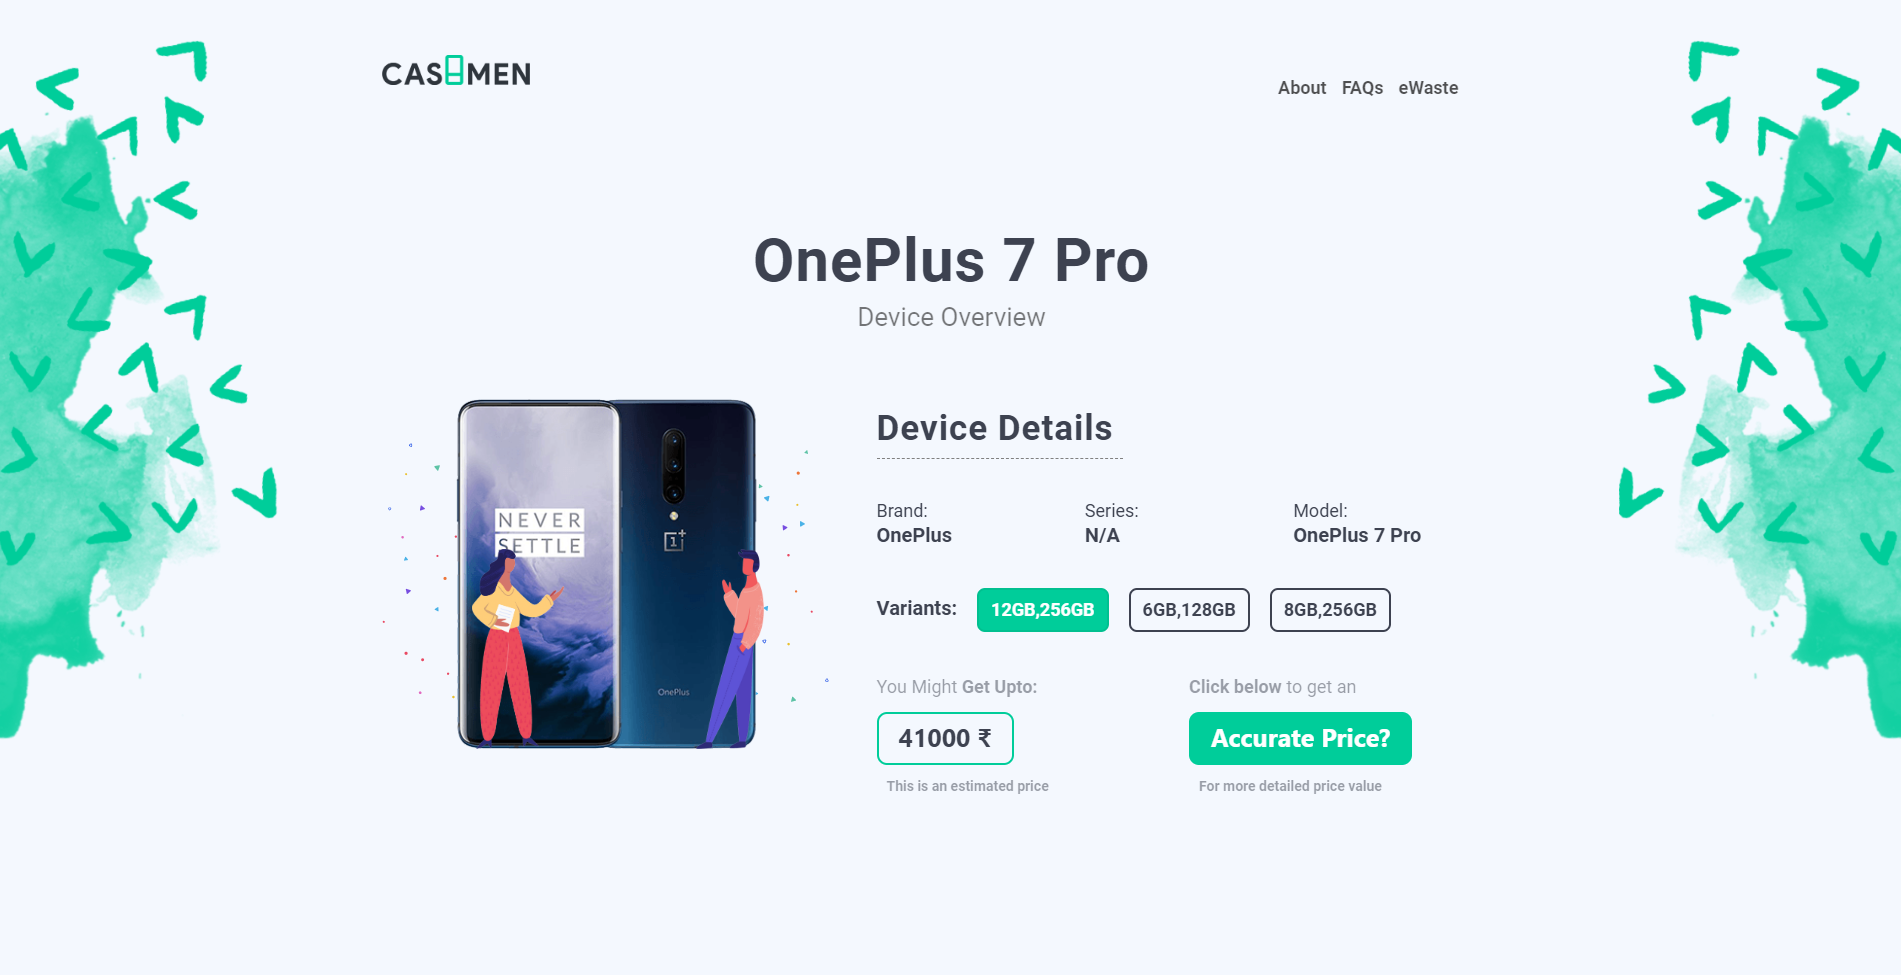 CASHMEN
About FAQs eWaste
OnePlus 7 Pro
Device Overview
NEVER
SETTLE
OnePlus
Device Details
Brand: Series: Model:
OnePlus N/A OnePlus 7 Pro
Variants: 12GB,256GB 6GB,128GB 8GB,256GB
You Might Get Upto: Click below to get an
41000 ₹ Accurate Price?
This is an estimated price For more detailed price value